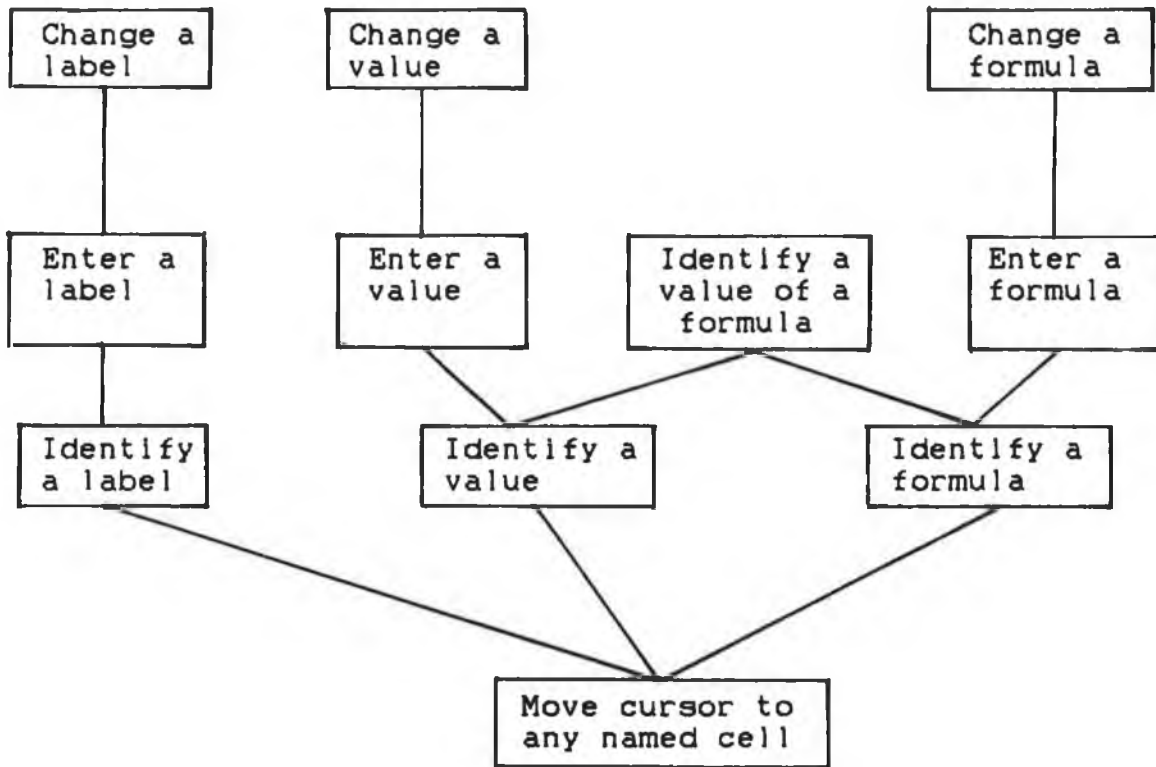 Change a
label
Change a
value
Change a
formula
Enter a
label
Enter a
value
Identify a
value of a
formula
Enter a
formula
Identify
a label
Identify a
value
Identify a
formula
Move cursor to
any named cell